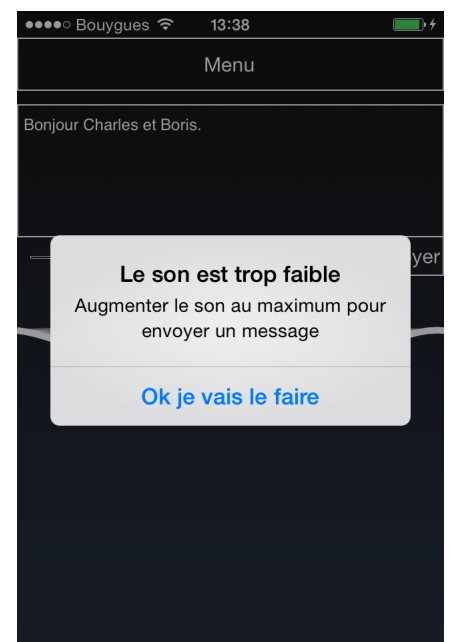 Bouygues 13:38
Menu
Bonjour Charles et Boris.
yer
Le son est trop faible
Augmenter le son au maximum pour
envoyer un message
Ok je vais le faire